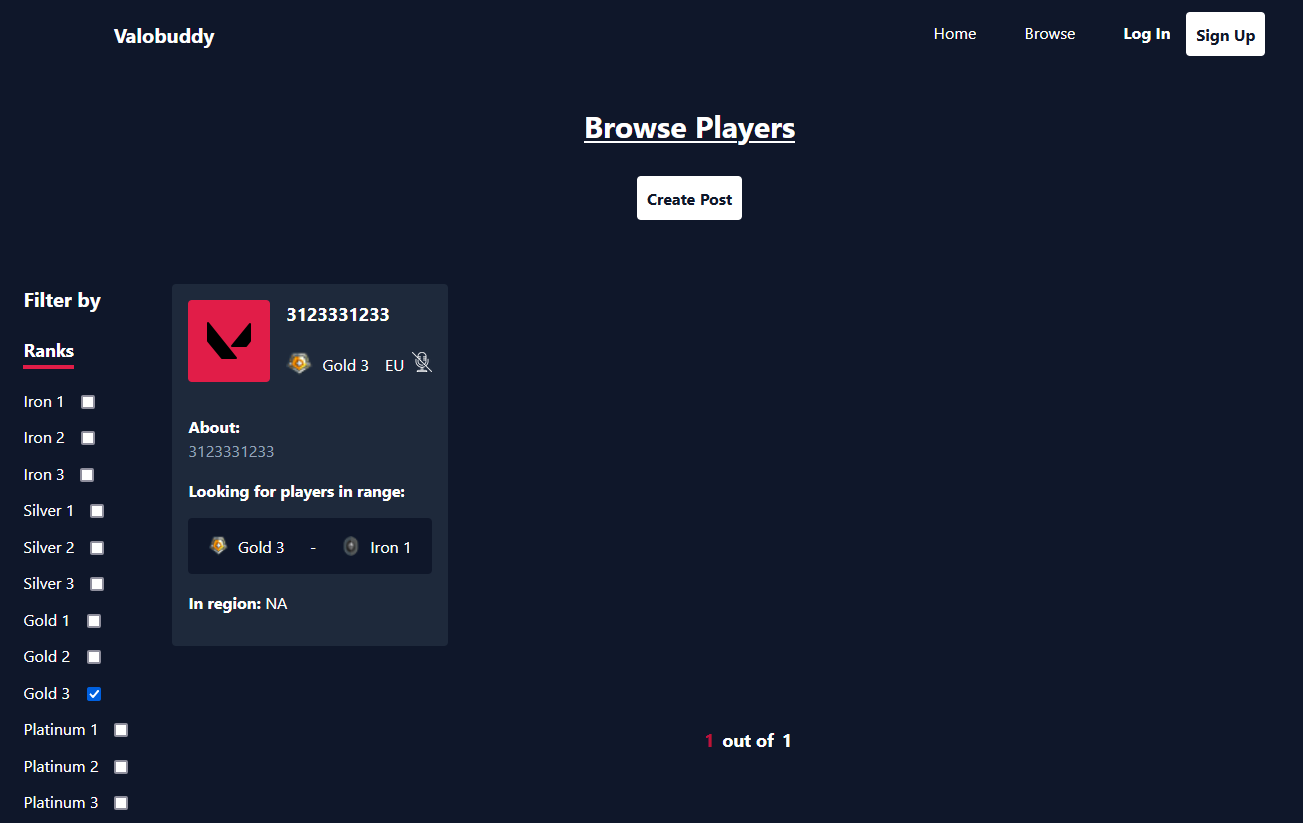 Valobuddy
Home Browse Log In Sign Up
Browse Players
Create Post
Filter by
Ranks
Iron 1
Iron 2
Iron 3
Silver 1
Silver 2
Silver 3
Gold 1
Gold 2
Gold 3
Platinum 1
Platinum 2
Platinum 3
3123331233
Gold 3 EU
About:
3123331233
Looking for players in range:
Gold 3 - Iron 1
In region: NA
1 out of 1